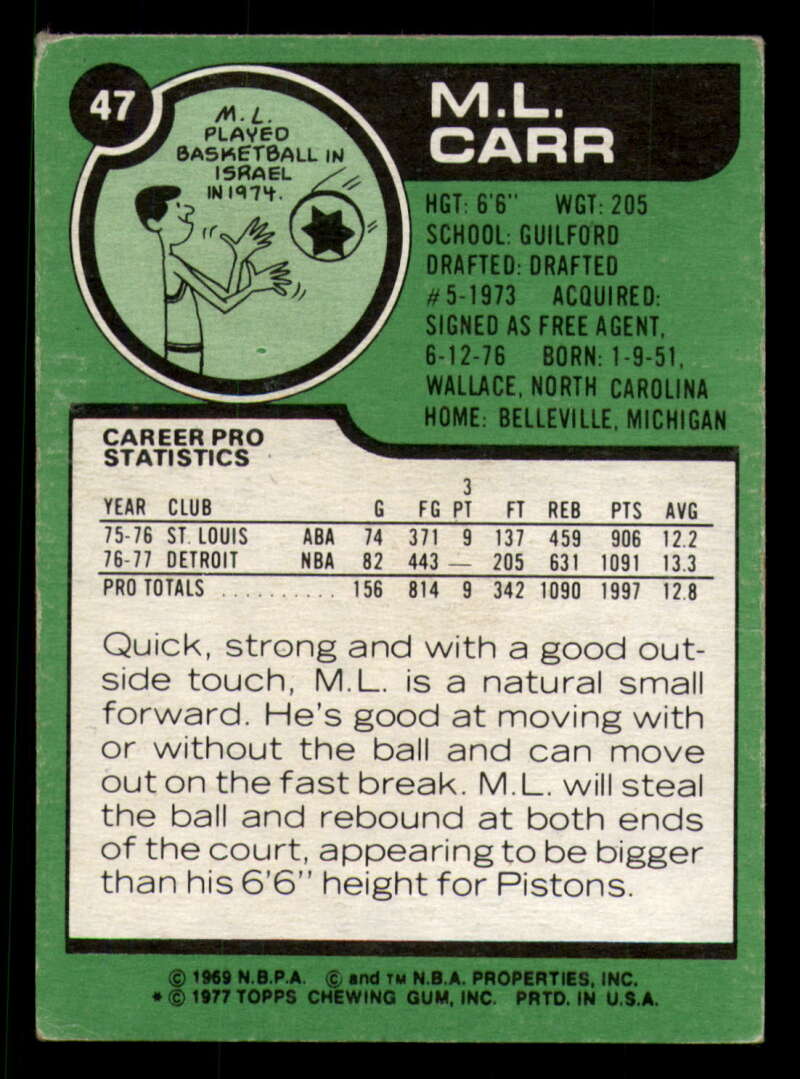 47
M.L.
PLAYED
BASKETBALL IN
ISRAEL
IN 1974.
M.L.
CARR
HGT: 6'6" WGT: 205
SCHOOL: GUILFORD
DRAFTED: DRAFTED
#5-1973 ACQUIRED:
SIGNED AS FREE AGENT,
6-12-76 BORN: 1-9-51,
WALLACE, NORTH CAROLINA
HOME: BELLEVILLE, MICHIGAN
CAREER PRO
STATISTICS
YEAR CLUB G FG 3 PT FT REB PTS AVG
75-76 ST. LOUIS ABA 74 371 9 137 459 906 12.2
76-77 DETROIT NBA 82 443 — 205 631 1091 13.3
PRO TOTALS .......... 156 814 9 342 1090 1997 12.8
Quick, strong and with a good out-
side touch, M.L. is a natural small
forward. He's good at moving with
or without the ball and can move
out on the fast break. M.L. will steal
the ball and rebound at both ends
of the court, appearing to be bigger
than his 6'6" height for Pistons.
© 1969 N.B.P.A. © and TM N.B.A. PROPERTIES, INC.
* © 1977 TOPPS CHEWING GUM, INC. PRTD. IN U.S.A.